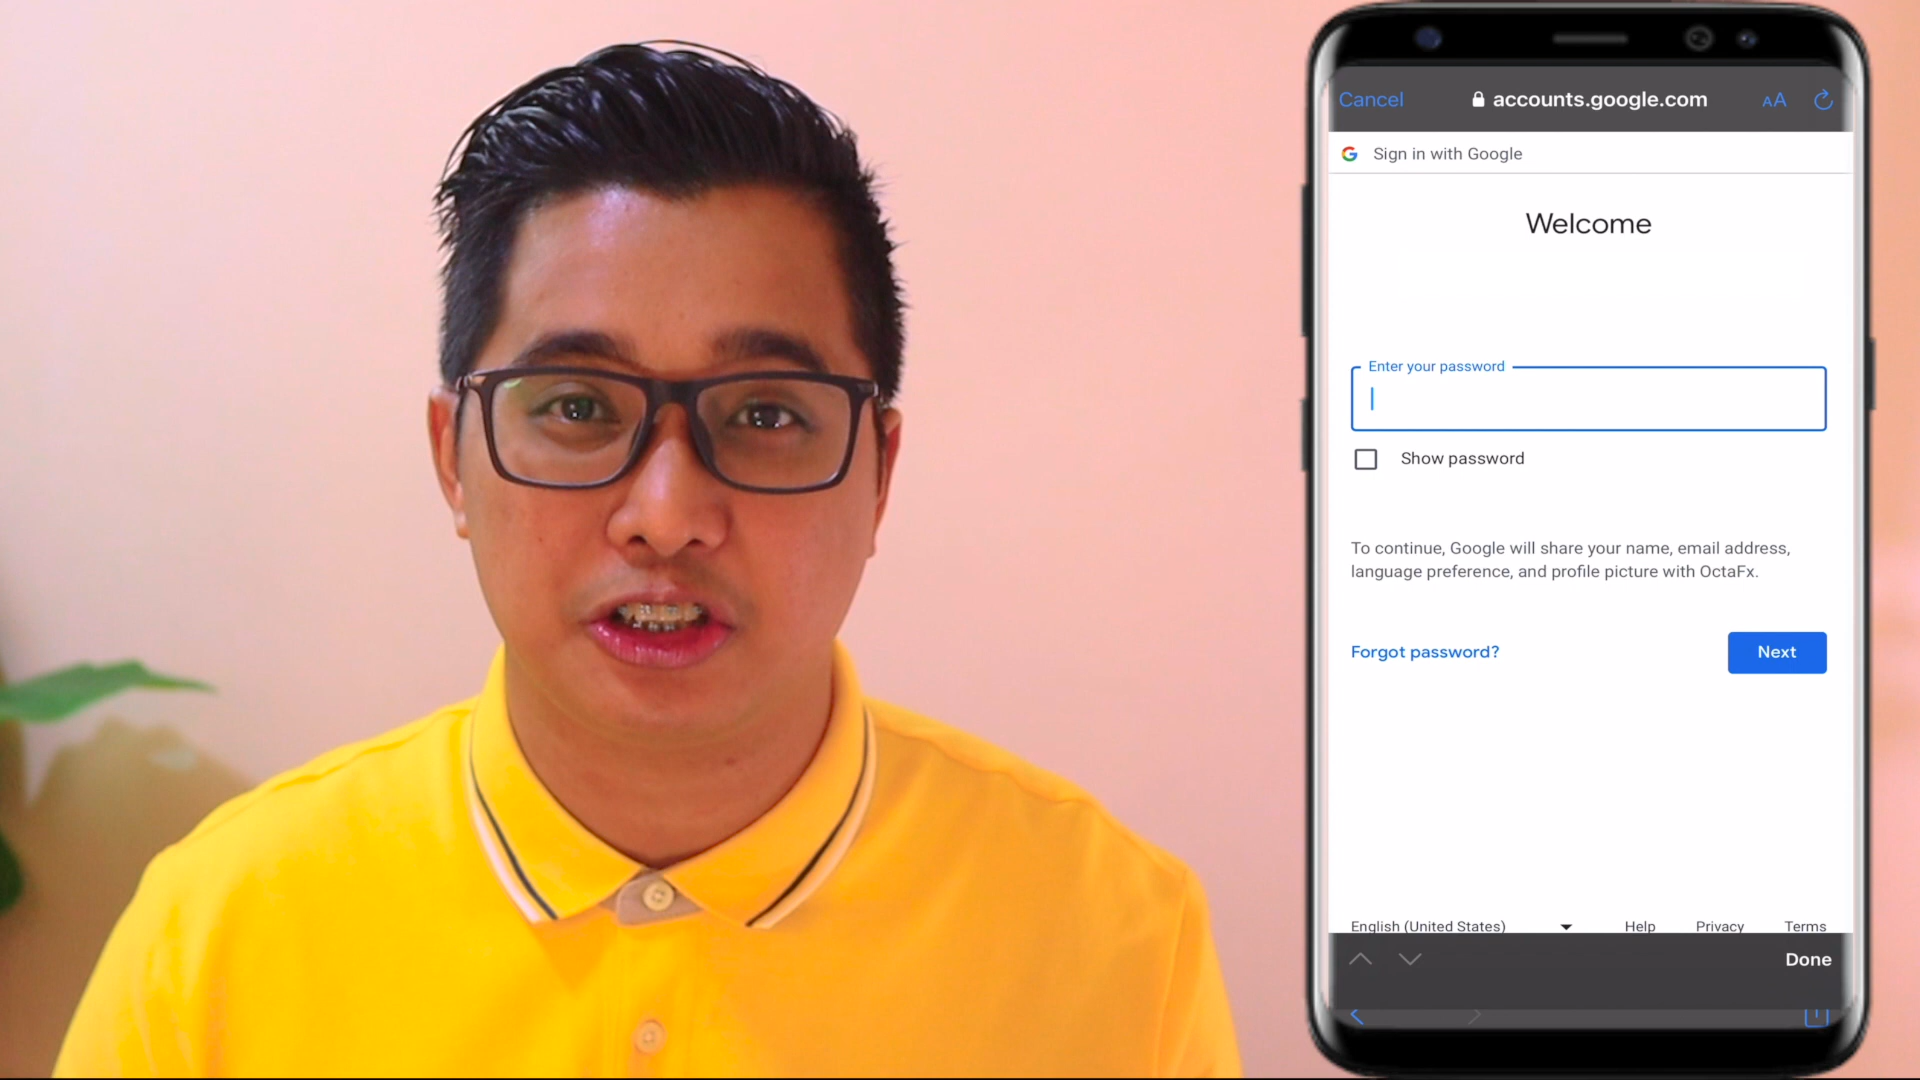 Cancel
accounts.google.com
AA
Sign in with Google
Welcome
Enter your password
Show password
To continue, Google will share your name, email address,
language preference, and profile picture with OctaFx.
Forgot password?
Next
English (United States)
Help
Privacy
Terms
Done